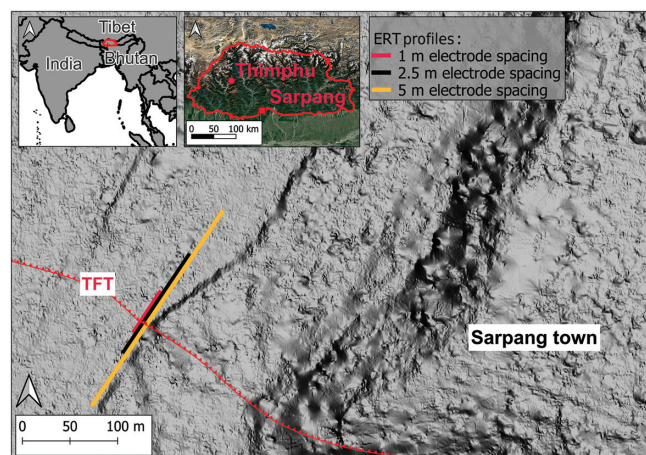 Tibet
India
Bhutan
Thimphu
Sarpang
0 50 100 km
ERT profiles :
1 m electrode spacing
2.5 m electrode spacing
5 m electrode spacing
TFT
Sarpang town
0 50 100 m